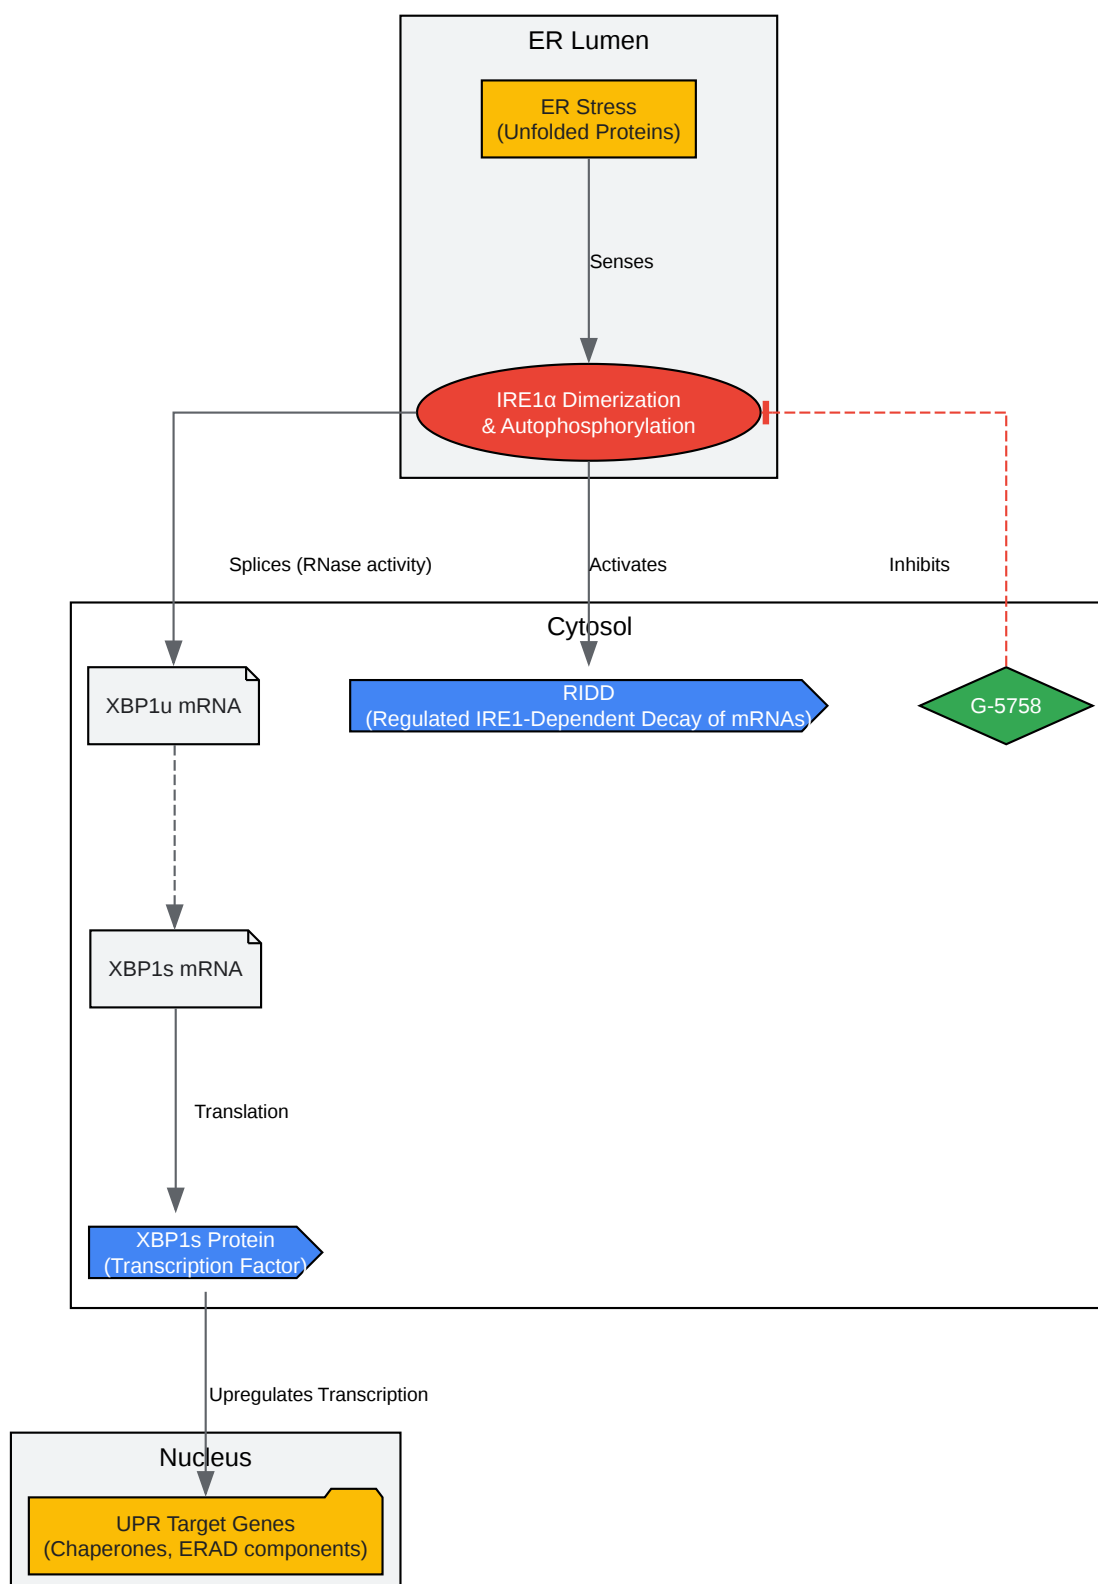 ER Lumen
ER Stress
(Unfolded Proteins)
Senses
IRE1α Dimerization
& Autophosphorylation
Splices (RNase activity)
Activates
Inhibits
Cytosol
XBP1u mRNA
RIDD
(Regulated IRE1-Dependent Decay of mRNAs)
G-5758
XBP1s mRNA
Translation
XBP1s Protein
(Transcription Factor)
Upregulates Transcription
Nucleus
UPR Target Genes
(Chaperones, ERAD components)